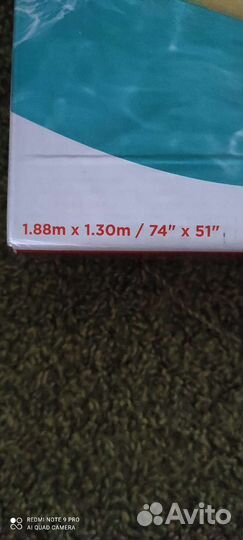 1.88m x 1.30m / 74" x 51"
REDMI NOTE 9 PRO
AI QUAD CAMERA
Avito